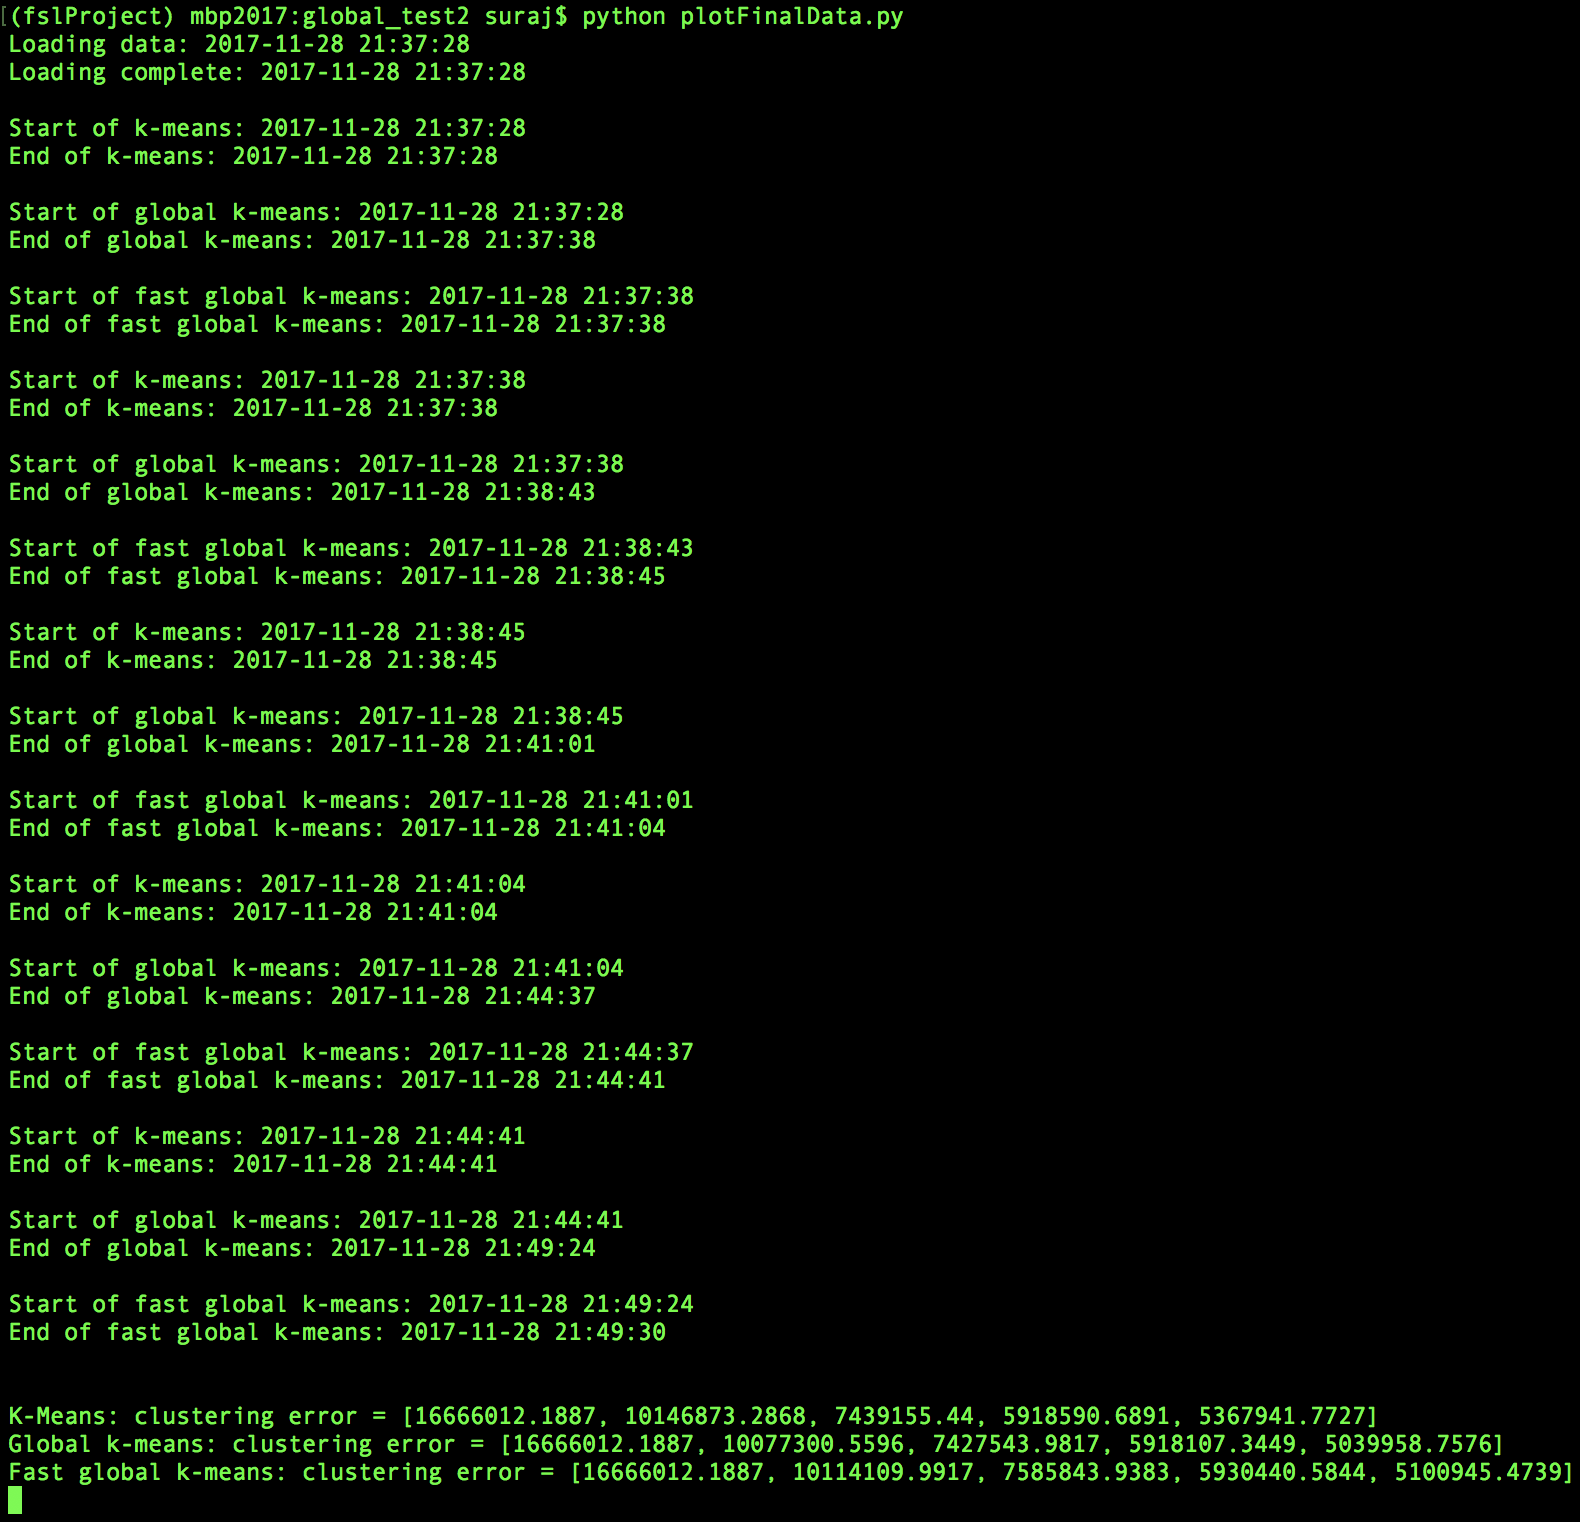 (fslProject) mbp2017:global_test2 suraj$ python plotFinalData.py
Loading data: 2017-11-28 21:37:28
Loading complete: 2017-11-28 21:37:28
Start of k-means: 2017-11-28 21:37:28
End of k-means: 2017-11-28 21:37:28
Start of global k-means: 2017-11-28 21:37:28
End of global k-means: 2017-11-28 21:37:38
Start of fast global k-means: 2017-11-28 21:37:38
End of fast global k-means: 2017-11-28 21:37:38
Start of k-means: 2017-11-28 21:37:38
End of k-means: 2017-11-28 21:37:38
Start of global k-means: 2017-11-28 21:37:38
End of global k-means: 2017-11-28 21:38:43
Start of fast global k-means: 2017-11-28 21:38:43
End of fast global k-means: 2017-11-28 21:38:45
Start of k-means: 2017-11-28 21:38:45
End of k-means: 2017-11-28 21:38:45
Start of global k-means: 2017-11-28 21:38:45
End of global k-means: 2017-11-28 21:41:01
Start of fast global k-means: 2017-11-28 21:41:01
End of fast global k-means: 2017-11-28 21:41:04
Start of k-means: 2017-11-28 21:41:04
End of k-means: 2017-11-28 21:41:04
Start of global k-means: 2017-11-28 21:41:04
End of global k-means: 2017-11-28 21:44:37
Start of fast global k-means: 2017-11-28 21:44:37
End of fast global k-means: 2017-11-28 21:44:41
Start of k-means: 2017-11-28 21:44:41
End of k-means: 2017-11-28 21:44:41
Start of global k-means: 2017-11-28 21:44:41
End of global k-means: 2017-11-28 21:49:24
Start of fast global k-means: 2017-11-28 21:49:24
End of fast global k-means: 2017-11-28 21:49:30
K-Means: clustering error = [16666012.1887, 10146873.2868, 7439155.44, 5918590.6891, 5367941.7727]
Global k-means: clustering error = [16666012.1887, 10077300.5596, 7427543.9817, 5918107.3449, 5039958.7576]
Fast global k-means: clustering error = [16666012.1887, 10114109.9917, 7585843.9383, 5930440.5844, 5100945.4739]